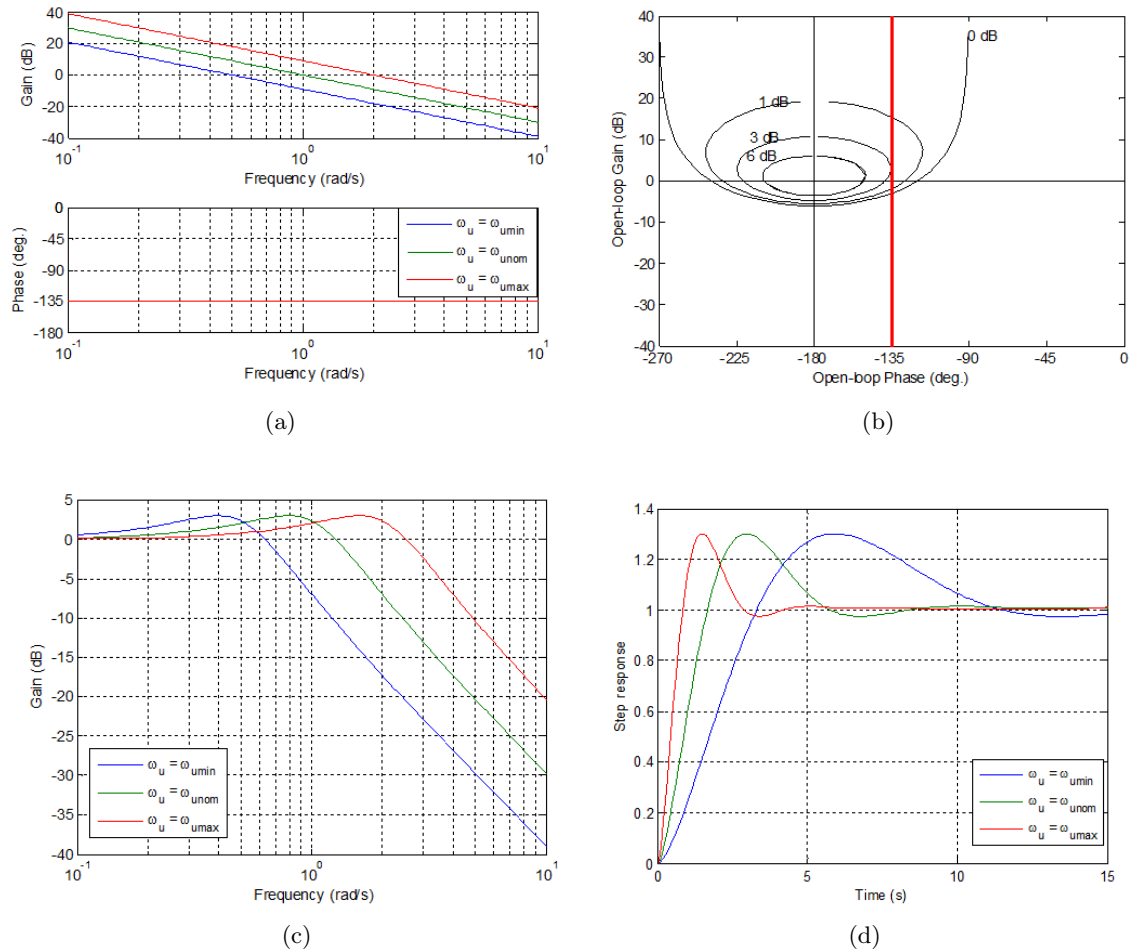 40
20
0
-20
-40
Gain (dB)
10^-1 10^0 10^1
Frequency (rad/s)
0
-45
-90
-135
-180
Phase (deg.)
ω_u = ω_umin
ω_u = ω_unom
ω_u = ω_umax
10^-1 10^0 10^1
Frequency (rad/s)
(a)
40
30
20
10
0
-10
-20
-30
-40
Open-loop Gain (dB)
0 dB
1 dB
3 dB
6 dB
-270 -225 -180 -135 -90 -45 0
Open-loop Phase (deg.)
(b)
5
0
-5
-10
-15
-20
-25
-30
-35
-40
Gain (dB)
ω_u = ω_umin
ω_u = ω_unom
ω_u = ω_umax
10^-1 10^0 10^1
Frequency (rad/s)
(c)
1.4
1.2
1
0.8
0.6
0.4
0.2
0
Step response
ω_u = ω_umin
ω_u = ω_unom
ω_u = ω_umax
0 5 10 15
Time (s)
(d)